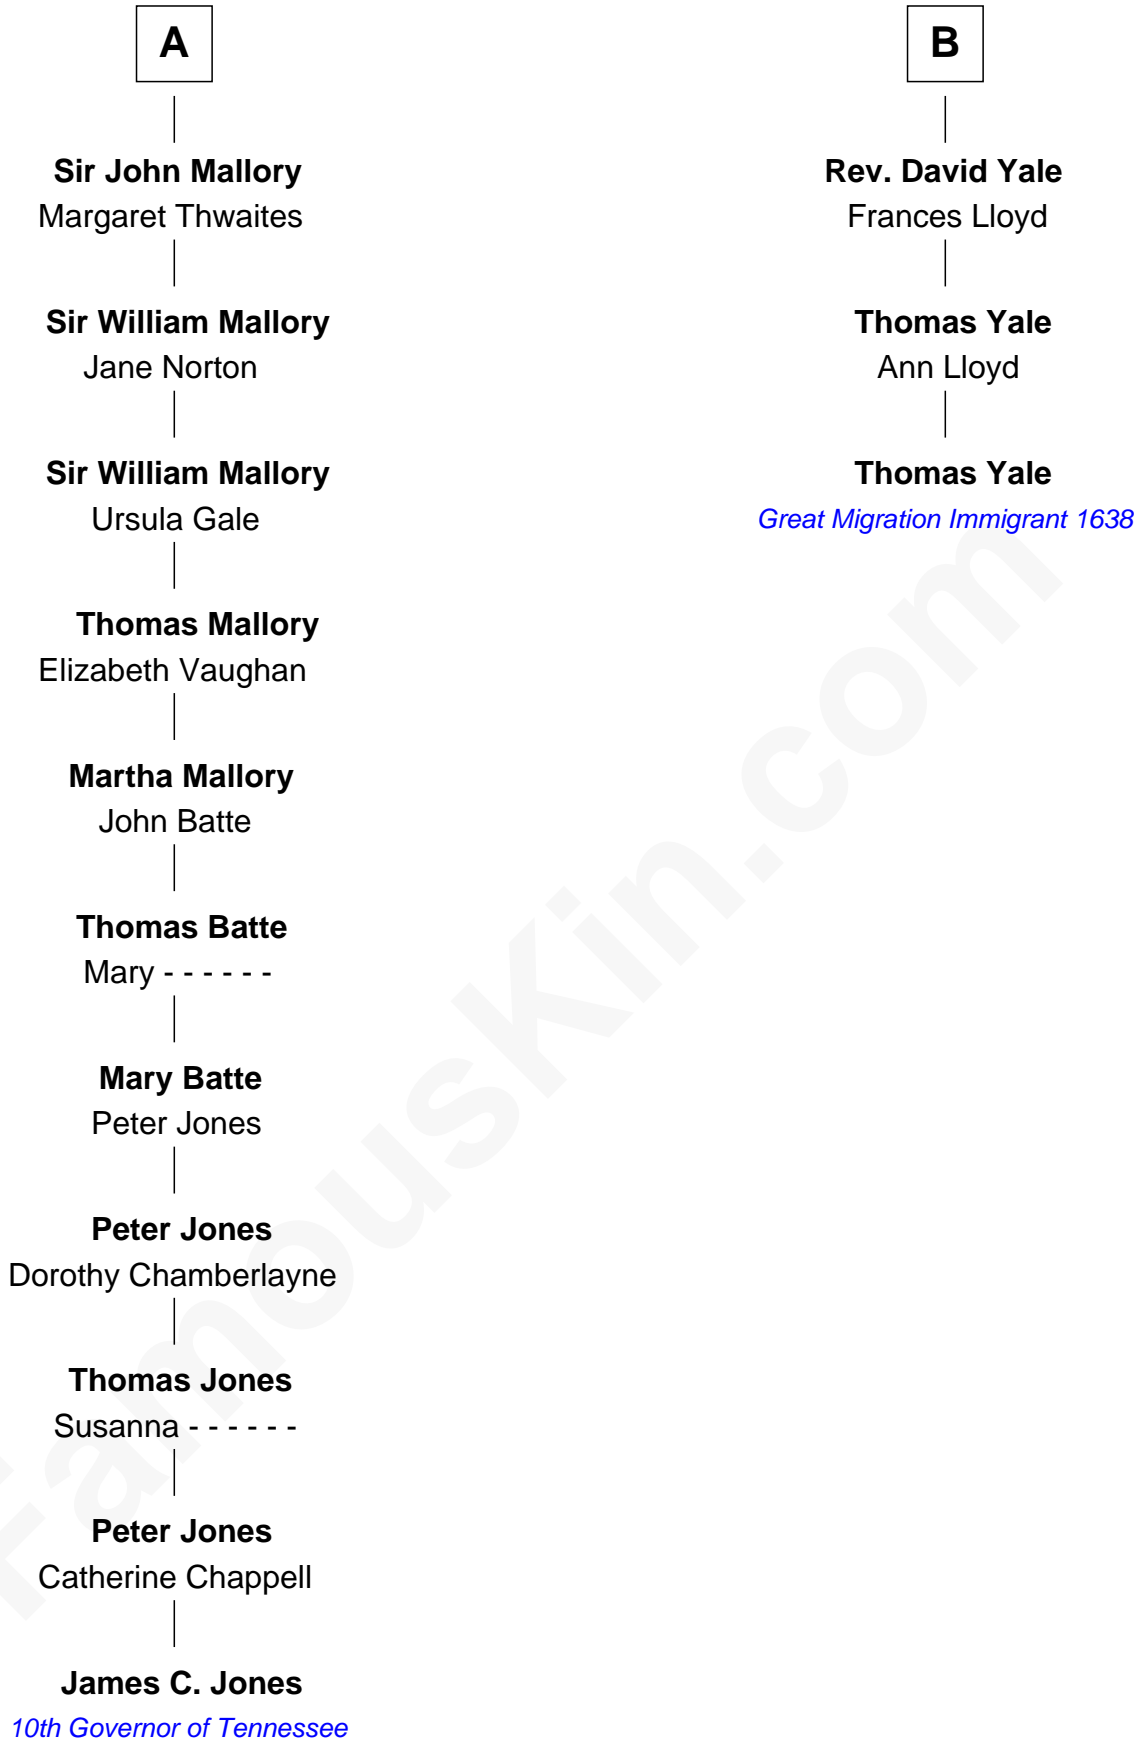 A
Sir John Mallory
Margaret Thwaites
Sir William Mallory
Jane Norton
Sir William Mallory
Ursula Gale
Thomas Mallory
Elizabeth Vaughan
Martha Mallory
John Batte
Thomas Batte
Mary - - - - - -
Mary Batte
Peter Jones
Peter Jones
Dorothy Chamberlayne
Thomas Jones
Susanna - - - - - -
Peter Jones
Catherine Chappell
James C. Jones
10th Governor of Tennessee
B
Rev. David Yale
Frances Lloyd
Thomas Yale
Ann Lloyd
Thomas Yale
Great Migration Immigrant 1638
FamousKin.com